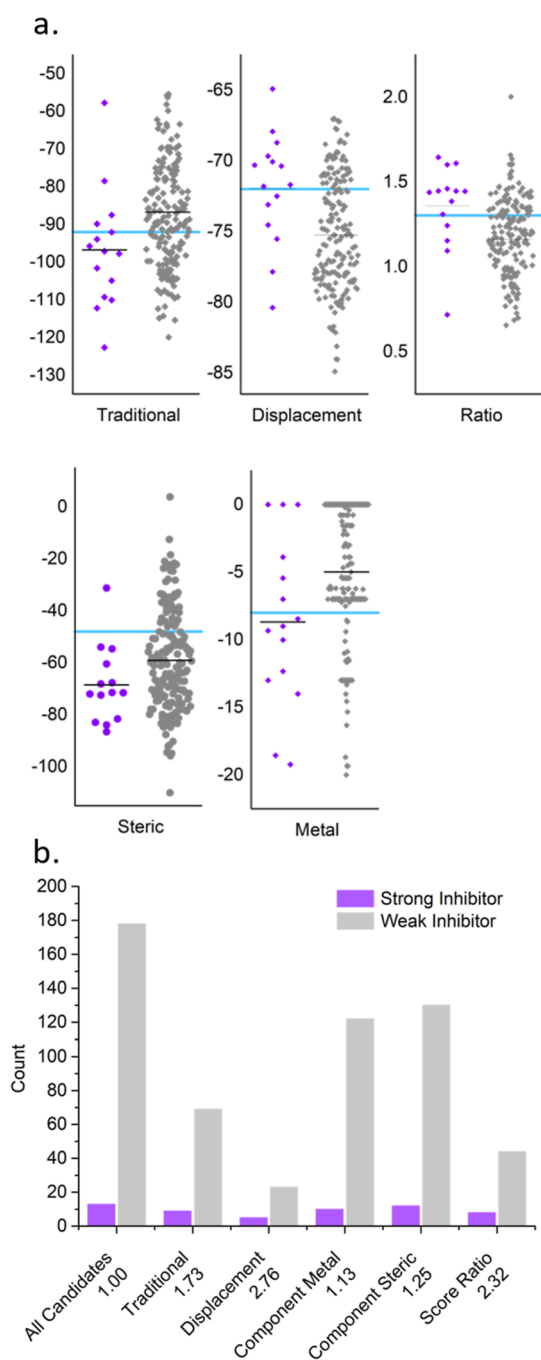 a.
-50
-60
-70
-80
-90
-100
-110
-120
-130
Traditional
-65
-70
-75
-80
-85
Displacement
2.0
1.5
1.0
0.5
Ratio
0
-20
-40
-60
-80
-100
Steric
0
-5
-10
-15
-20
Metal
b.
200
180
160
140
120
100
80
60
40
20
0
Count
Strong Inhibitor
Weak Inhibitor
All Candidates
1.00
Traditional
1.73
Displacement
2.76
Component Metal
1.13
Component Steric
1.25
Score Ratio
2.32